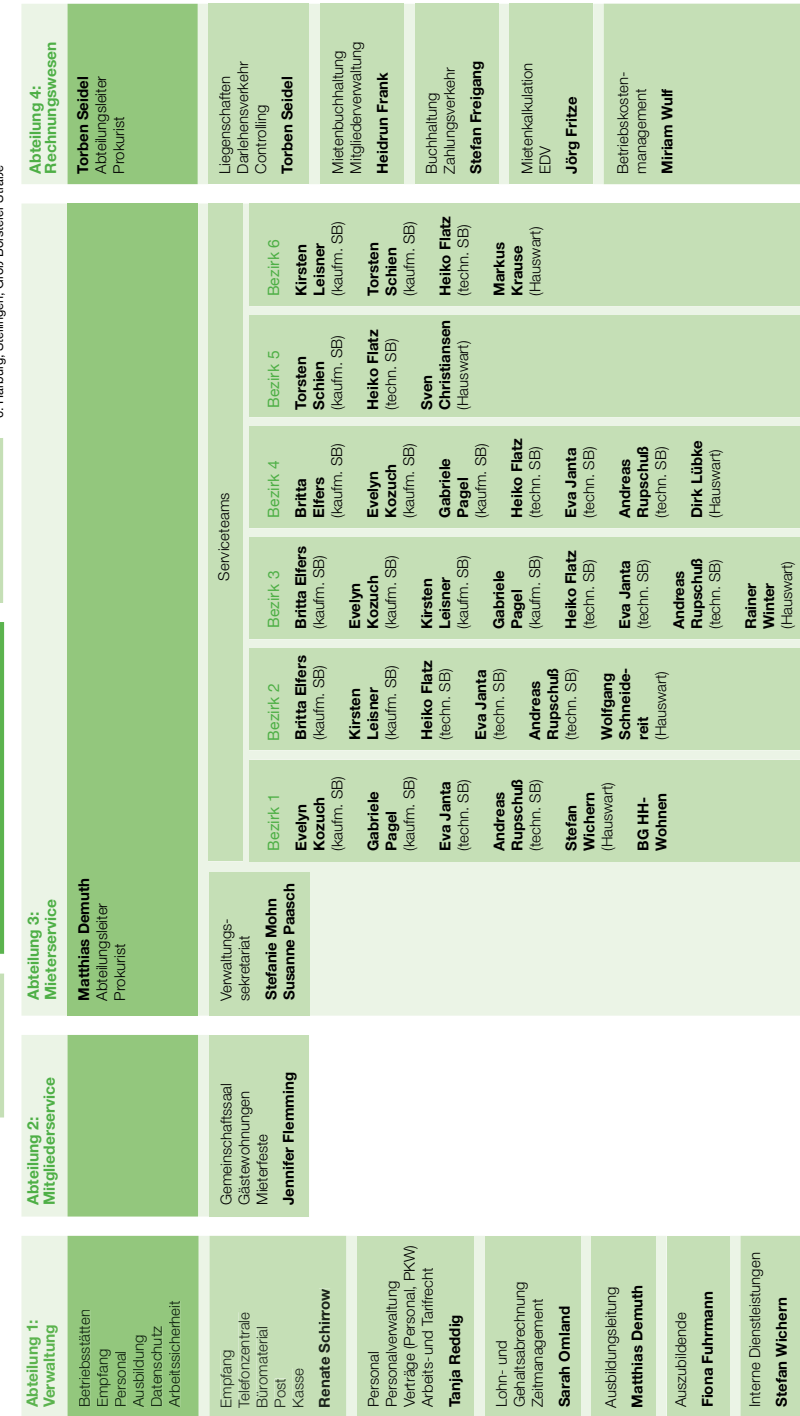 6: Harburg, Stellingen, Groß Borsteler Straße
Abteilung 1:
Verwaltung
Betriebsstätten
Empfang
Personal
Ausbildung
Datenschutz
Arbeitssicherheit
Empfang
Telefonzentrale
Büromaterial
Post
Kasse
Renate Schirrow
Personal
Personalverwaltung
Verträge (Personal, PKW)
Arbeits- und Tarifrecht
Tanja Reddig
Lohn- und
Gehaltsabrechnung
Zeitmanagement
Sarah Omland
Ausbildungsleitung
Matthias Demuth
Auszubildende
Fiona Fuhrmann
Interne Dienstleistungen
Stefan Wichern
Abteilung 2:
Mitgliederservice
Gemeinschaftssaal
Gästewohnungen
Mieterfeste
Jennifer Flemming
Abteilung 3:
Mieterservice
Matthias Demuth
Abteilungsleiter
Prokurist
Verwaltungs-
sekretariat
Stefanie Mohn
Susanne Paasch
Serviceteams
Bezirk 1
Evelyn
Kozuch
(kaufm. SB)
Gabriele
Pagel
(kaufm. SB)
Eva Janta
(techn. SB)
Andreas
Rupschuß
(techn. SB)
Stefan
Wichern
(Hauswart)
BG HH-
Wohnen
Bezirk 2
Britta Elfers
(kaufm. SB)
Kirsten
Leisner
(kaufm. SB)
Heiko Flatz
(techn. SB)
Eva Janta
(techn. SB)
Andreas
Rupschuß
(techn. SB)
Wolfgang
Schneide-
reit
(Hauswart)
Bezirk 3
Britta Elfers
(kaufm. SB)
Evelyn
Kozuch
(kaufm. SB)
Kirsten
Leisner
(kaufm. SB)
Gabriele
Pagel
(kaufm. SB)
Heiko Flatz
(techn. SB)
Eva Janta
(techn. SB)
Andreas
Rupschuß
(techn. SB)
Rainer
Winter
(Hauswart)
Bezirk 4
Britta
Elfers
(kaufm. SB)
Evelyn
Kozuch
(kaufm. SB)
Gabriele
Pagel
(kaufm. SB)
Heiko Flatz
(techn. SB)
Eva Janta
(techn. SB)
Andreas
Rupschuß
(techn. SB)
Dirk Lübke
(Hauswart)
Bezirk 5
Torsten
Schien
(kaufm. SB)
Heiko Flatz
(techn. SB)
Sven
Christiansen
(Hauswart)
Bezirk 6
Kirsten
Leisner
(kaufm. SB)
Torsten
Schien
(kaufm. SB)
Heiko Flatz
(techn. SB)
Markus
Krause
(Hauswart)
Abteilung 4:
Rechnungswesen
Torben Seidel
Abteilungsleiter
Prokurist
Liegenschaften
Darlehensverkehr
Controlling
Torben Seidel
Mietenbuchhaltung
Mitgliederverwaltung
Heidrun Frank
Buchhaltung
Zahlungsverkehr
Stefan Freigang
Mietenkalkulation
EDV
Jörg Fritze
Betriebskosten-
management
Miriam Wulf